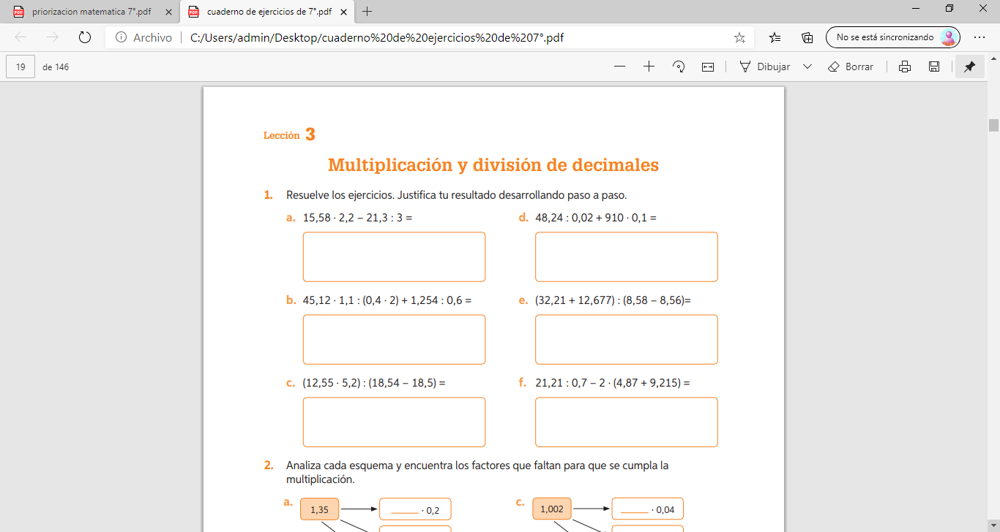 priorizacion matematica 7°.pdf
cuaderno de ejercicios de 7°.pdf
Archivo
C:/Users/admin/Desktop/cuaderno%20de%20ejercicios%20de%207°.pdf
No se está sincronizando
19 de 146
Dibujar
Borrar
Lección 3
Multiplicación y división de decimales
1. Resuelve los ejercicios. Justifica tu resultado desarrollando paso a paso.
a. 15,58 · 2,2 – 21,3 : 3 =
d. 48,24 : 0,02 + 910 · 0,1 =
b. 45,12 · 1,1 : (0,4 · 2) + 1,254 : 0,6 =
e. (32,21 + 12,677) : (8,58 – 8,56)=
c. (12,55 · 5,2) : (18,54 – 18,5) =
f. 21,21 : 0,7 – 2 · (4,87 + 9,215) =
2. Analiza cada esquema y encuentra los factores que faltan para que se cumpla la
multiplicación.
a. 1,35 _____ · 0,2
c. 1,002 _____ · 0,04